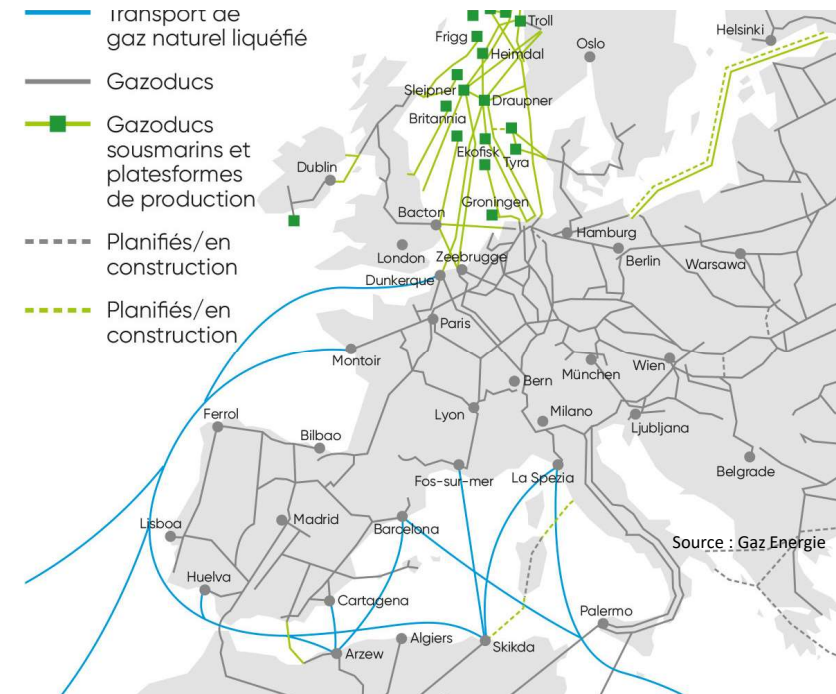 Transport de
gaz naturel liquéfié
Gazoducs
Gazoducs
sousmarins et
platesformes
de production
Planifiés/en
construction
Planifiés/en
construction
Troll
Helsinki
Frigg
Oslo
Heimdal
Sleipner
Draupner
Britannia
Ekofisk
Tyra
Dublin
Groningen
Bacton
Hamburg
London
Zeebrugge
Berlin
Warsawa
Dunkerque
Paris
Montoir
München
Wien
Bern
Ferrol
Lyon
Milano
Ljubljana
Bilbao
Belgrade
Fos-sur-mer
La Spezia
Lisboa
Madrid
Barcelona
Source : Gaz Energie
Huelva
Cartagena
Palermo
Algiers
Skikda
Arzew